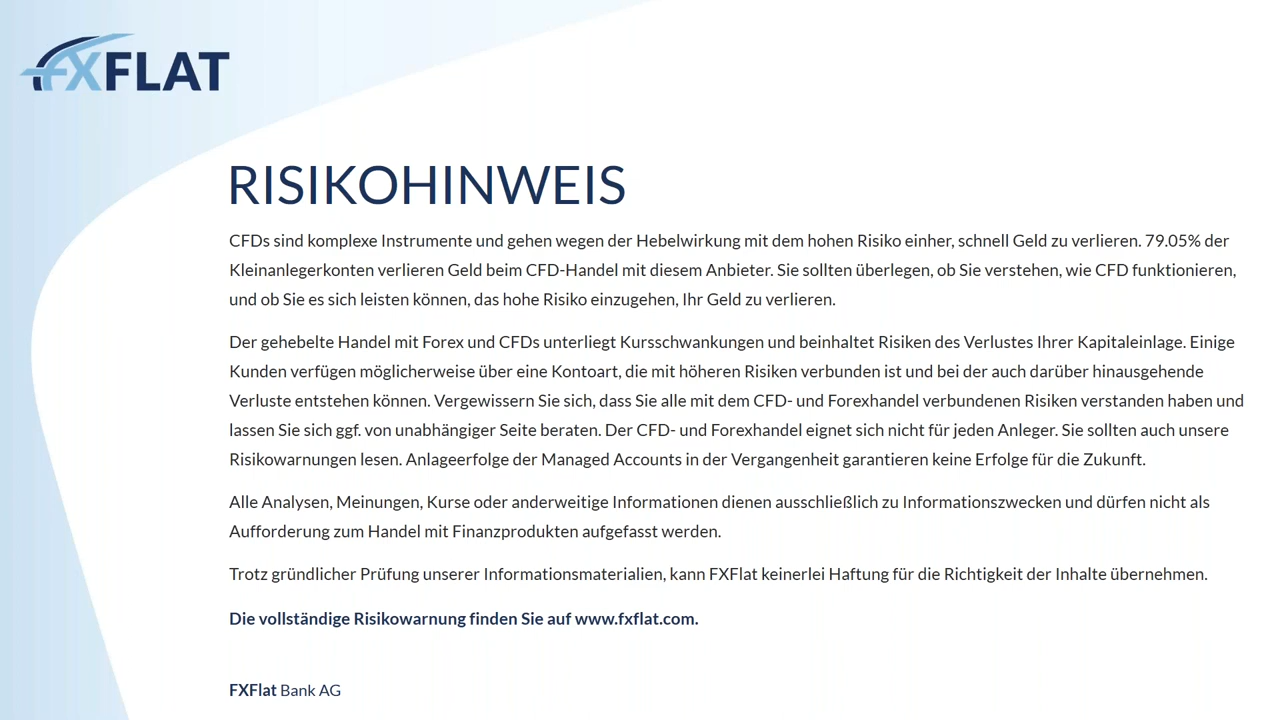 FXFLAT
RISIKOHINWEIS
CFDs sind komplexe Instrumente und gehen wegen der Hebelwirkung mit dem hohen Risiko einher, schnell Geld zu verlieren. 79.05% der
Kleinanlegerkonten verlieren Geld beim CFD-Handel mit diesem Anbieter. Sie sollten überlegen, ob Sie verstehen, wie CFD funktionieren,
und ob Sie es sich leisten können, das hohe Risiko einzugehen, Ihr Geld zu verlieren.
Der gehebelte Handel mit Forex und CFDs unterliegt Kursschwankungen und beinhaltet Risiken des Verlustes Ihrer Kapitaleinlage. Einige
Kunden verfügen möglicherweise über eine Kontoart, die mit höheren Risiken verbunden ist und bei der auch darüber hinausgehende
Verluste entstehen können. Vergewissern Sie sich, dass Sie alle mit dem CFD- und Forexhandel verbundenen Risiken verstanden haben und
lassen Sie sich ggf. von unabhängiger Seite beraten. Der CFD- und Forexhandel eignet sich nicht für jeden Anleger. Sie sollten auch unsere
Risikowarnungen lesen. Anlageerfolge der Managed Accounts in der Vergangenheit garantieren keine Erfolge für die Zukunft.
Alle Analysen, Meinungen, Kurse oder anderweitige Informationen dienen ausschließlich zu Informationszwecken und dürfen nicht als
Aufforderung zum Handel mit Finanzprodukten aufgefasst werden.
Trotz gründlicher Prüfung unserer Informationsmaterialien, kann FXFlat keinerlei Haftung für die Richtigkeit der Inhalte übernehmen.
Die vollständige Risikowarnung finden Sie auf www.fxflat.com.
FXFlat Bank AG